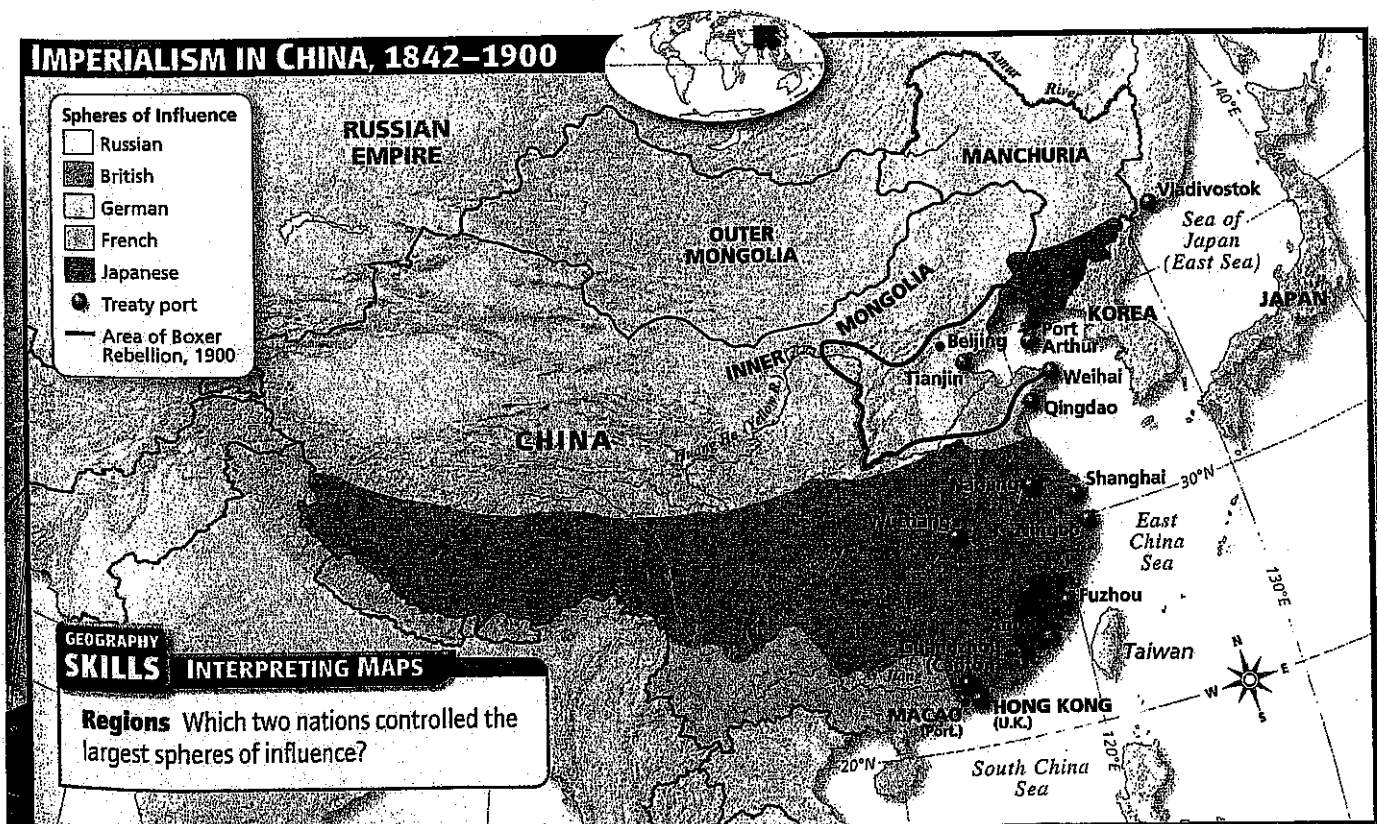 IMPERIALISM IN CHINA, 1842–1900
Spheres of Influence
Russian
British
German
French
Japanese
Treaty port
Area of Boxer
Rebellion, 1900
RUSSIAN
EMPIRE
Amur
River
140°E
MANCHURIA
Vladivostok
Sea of
Japan
(East Sea)
OUTER
MONGOLIA
INNER
MONGOLIA
KOREA
JAPAN
Beijing
Port
Arthur
Tianjin
Weihai
Qingdao
CHINA
Huang He (Yellow R.)
Shanghai
30°N
East
China
Sea
130°E
Fuzhou
Taiwan
N
W
E
S
MACAO
(Port.)
HONG KONG
(U.K.)
20°N
120°E
South China
Sea
GEOGRAPHY
SKILLS
INTERPRETING MAPS
Regions Which two nations controlled the
largest spheres of influence?